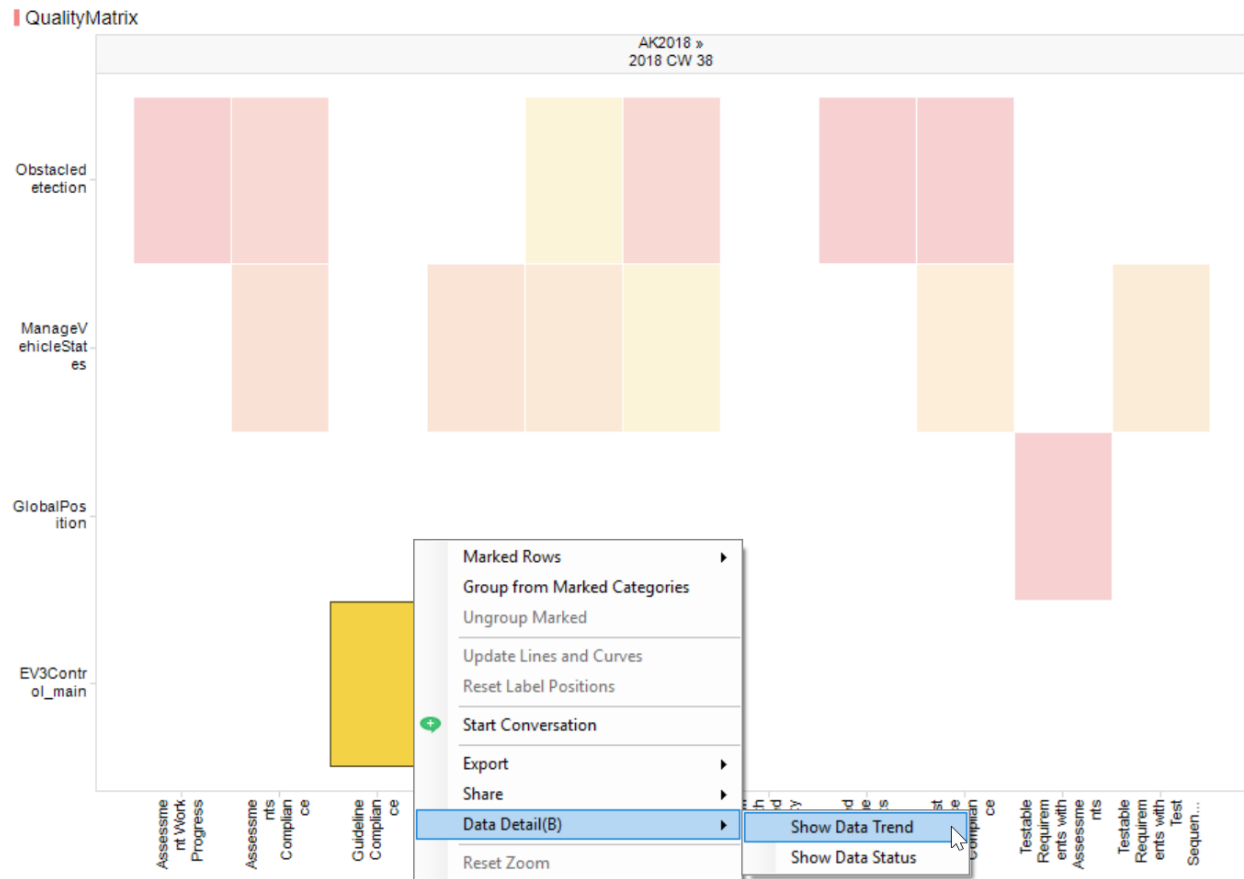 QualityMatrix
AK2018 »
2018 CW 38
Obstacled
etection
ManageV
ehicleStat
es
GlobalPos
ition
EV3Contr
ol_main
Marked Rows
Group from Marked Categories
Ungroup Marked
Update Lines and Curves
Reset Label Positions
Start Conversation
Export
Share
Data Detail(B)
Reset Zoom
Show Data Trend
Show Data Status
Assessme
nt Work
Progress
Assessme
nts
Complian
ce
Guideline
Complian
ce
ce
Testable
Requirem
ents with
Assessme
nts
Testable
Requirem
ents with
Test
Sequen...